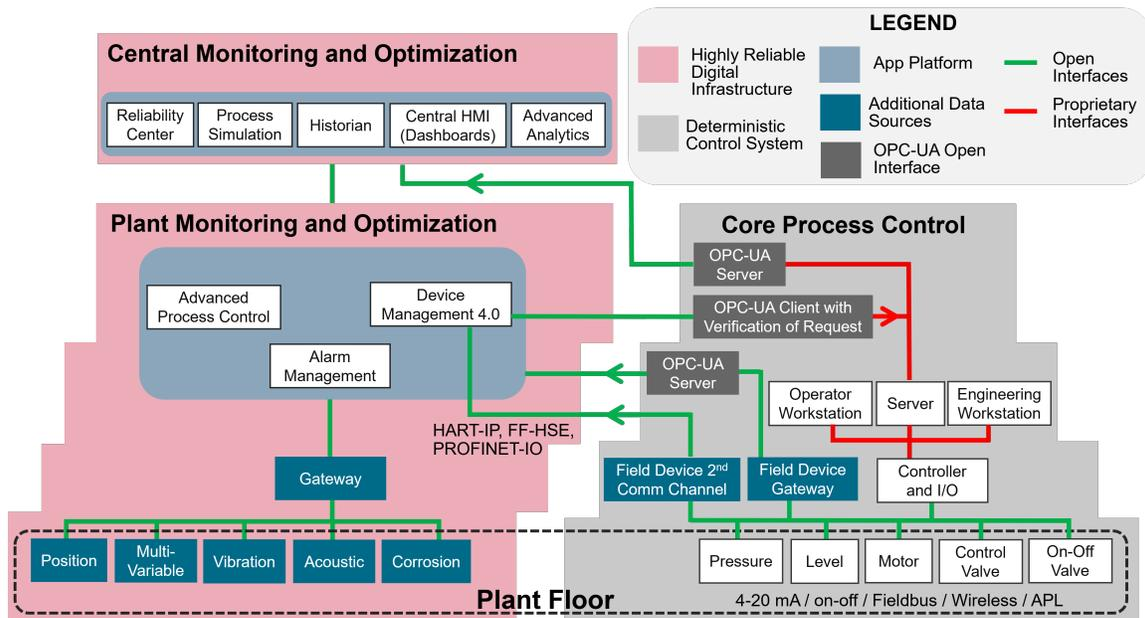 LEGEND
Highly Reliable
Digital
Infrastructure
Deterministic
Control System
App Platform
Additional Data
Sources
OPC-UA Open
Interface
Open
Interfaces
Proprietary
Interfaces
Central Monitoring and Optimization
Reliability
Center
Process
Simulation
Historian
Central HMI
(Dashboards)
Advanced
Analytics
Plant Monitoring and Optimization
Advanced
Process Control
Device
Management 4.0
Alarm
Management
HART-IP, FF-HSE,
PROFINET-IO
Gateway
Position
Multi-
Variable
Vibration
Acoustic
Corrosion
Core Process Control
OPC-UA
Server
OPC-UA Client with
Verification of Request
OPC-UA
Server
Operator
Workstation
Server
Engineering
Workstation
Field Device 2nd
Comm Channel
Field Device
Gateway
Controller
and I/O
Pressure
Level
Motor
Control
Valve
On-Off
Valve
Plant Floor
4-20 mA / on-off / Fieldbus / Wireless / APL